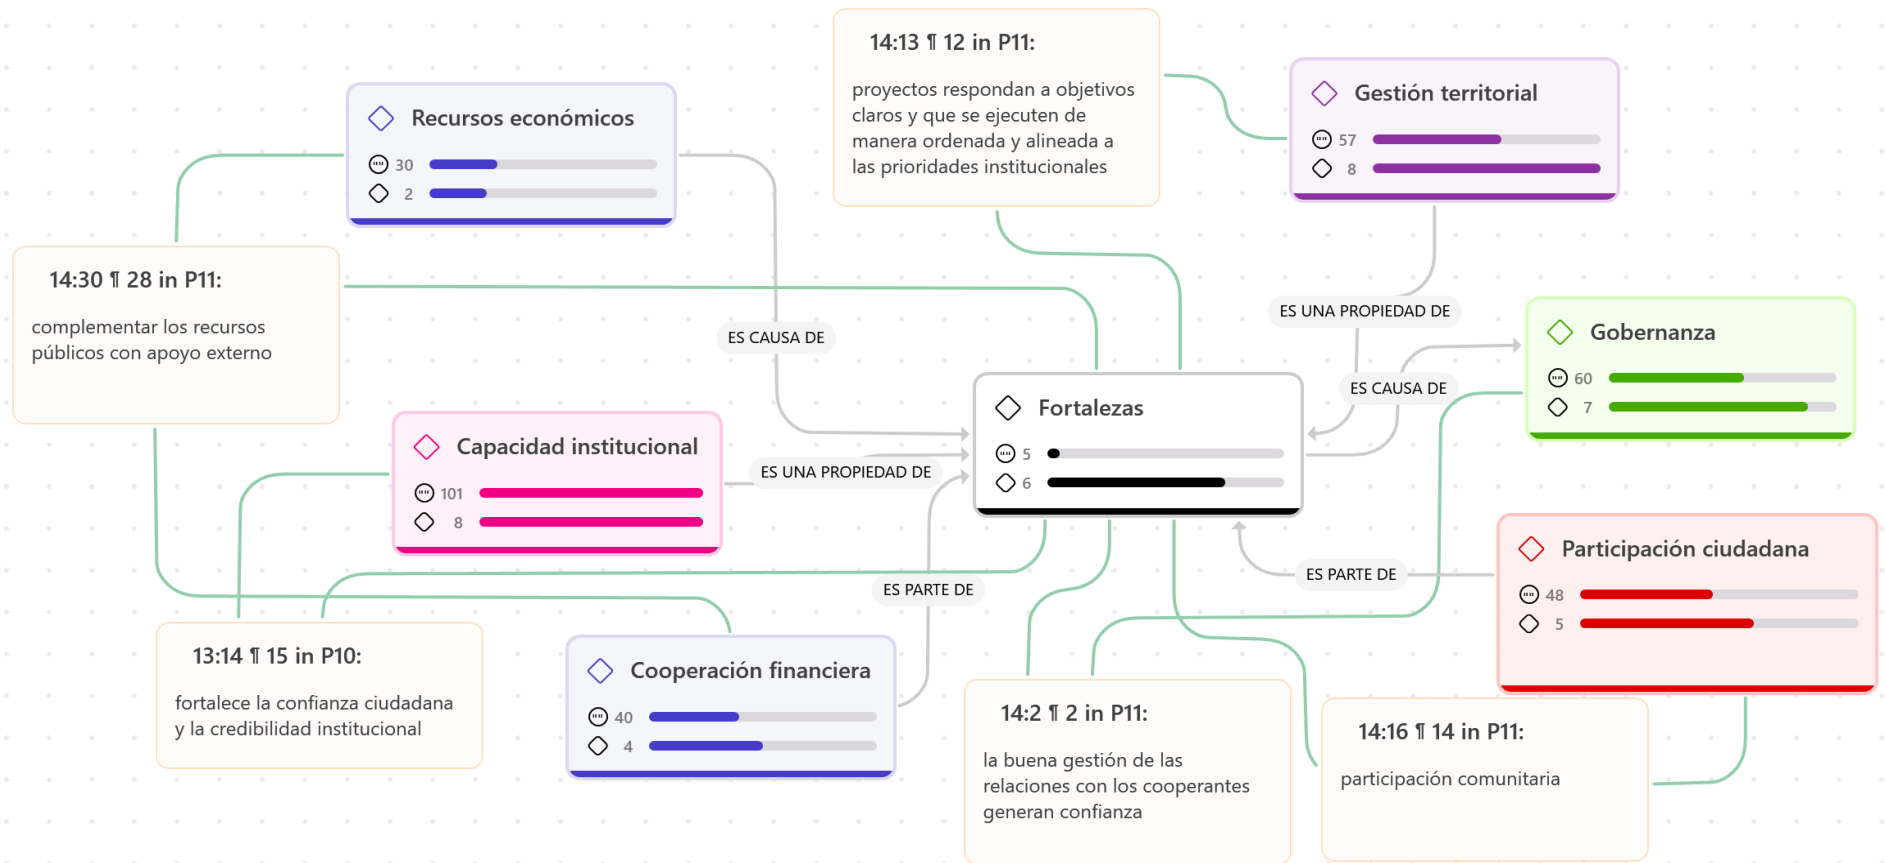 14:13 ¶ 12 in P11:
proyectos respondan a objetivos
claros y que se ejecuten de
manera ordenada y alineada a
las prioridades institucionales
Gestión territorial
57
8
Recursos económicos
30
2
14:30 ¶ 28 in P11:
complementar los recursos
públicos con apoyo externo
ES CAUSA DE
ES UNA PROPIEDAD DE
Gobernanza
60
7
ES CAUSA DE
Fortalezas
5
6
Capacidad institucional
101
8
ES UNA PROPIEDAD DE
ES PARTE DE
ES PARTE DE
Participación ciudadana
48
5
13:14 ¶ 15 in P10:
fortalece la confianza ciudadana
y la credibilidad institucional
Cooperación financiera
40
4
14:2 ¶ 2 in P11:
la buena gestión de las
relaciones con los cooperantes
generan confianza
14:16 ¶ 14 in P11:
participación comunitaria